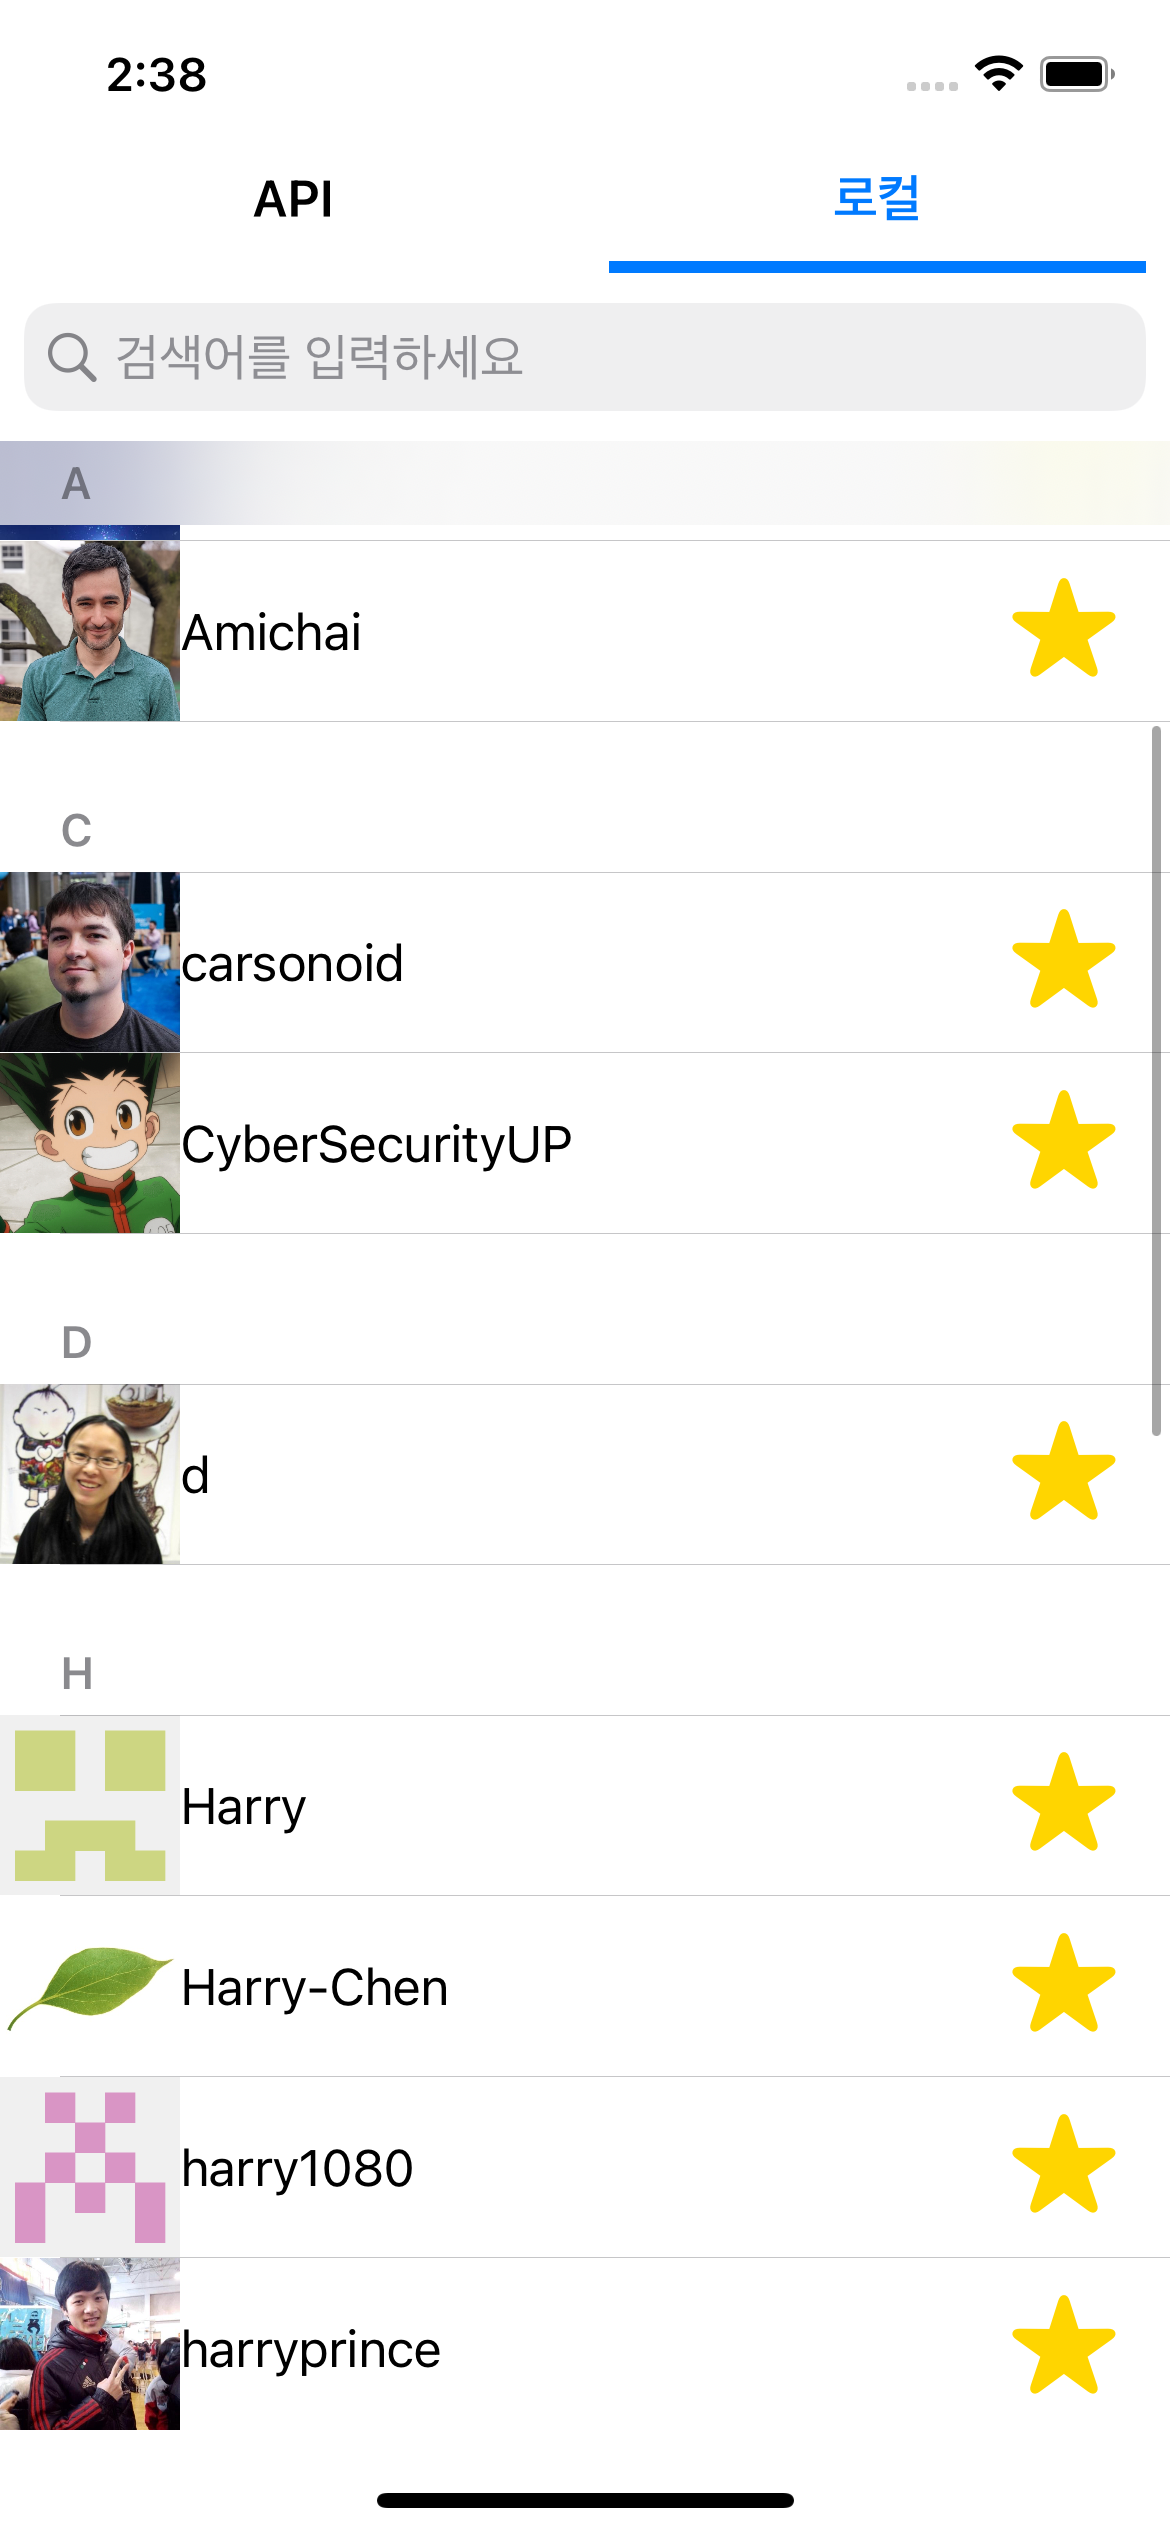 2:38
API
로컬
검색어를 입력하세요
A
Amichai
C
carsonoid
CyberSecurityUP
D
d
H
Harry
Harry-Chen
harry1080
harryprince